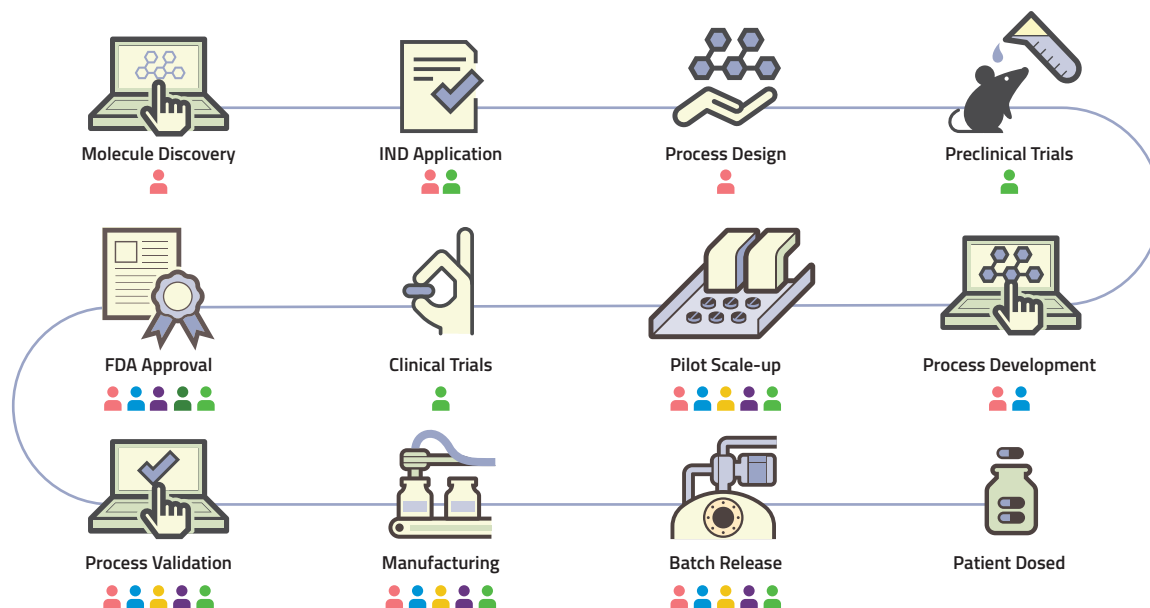 Molecule Discovery
IND Application
Process Design
Preclinical Trials
FDA Approval
Clinical Trials
Pilot Scale-up
Process Development
Process Validation
Manufacturing
Batch Release
Patient Dosed